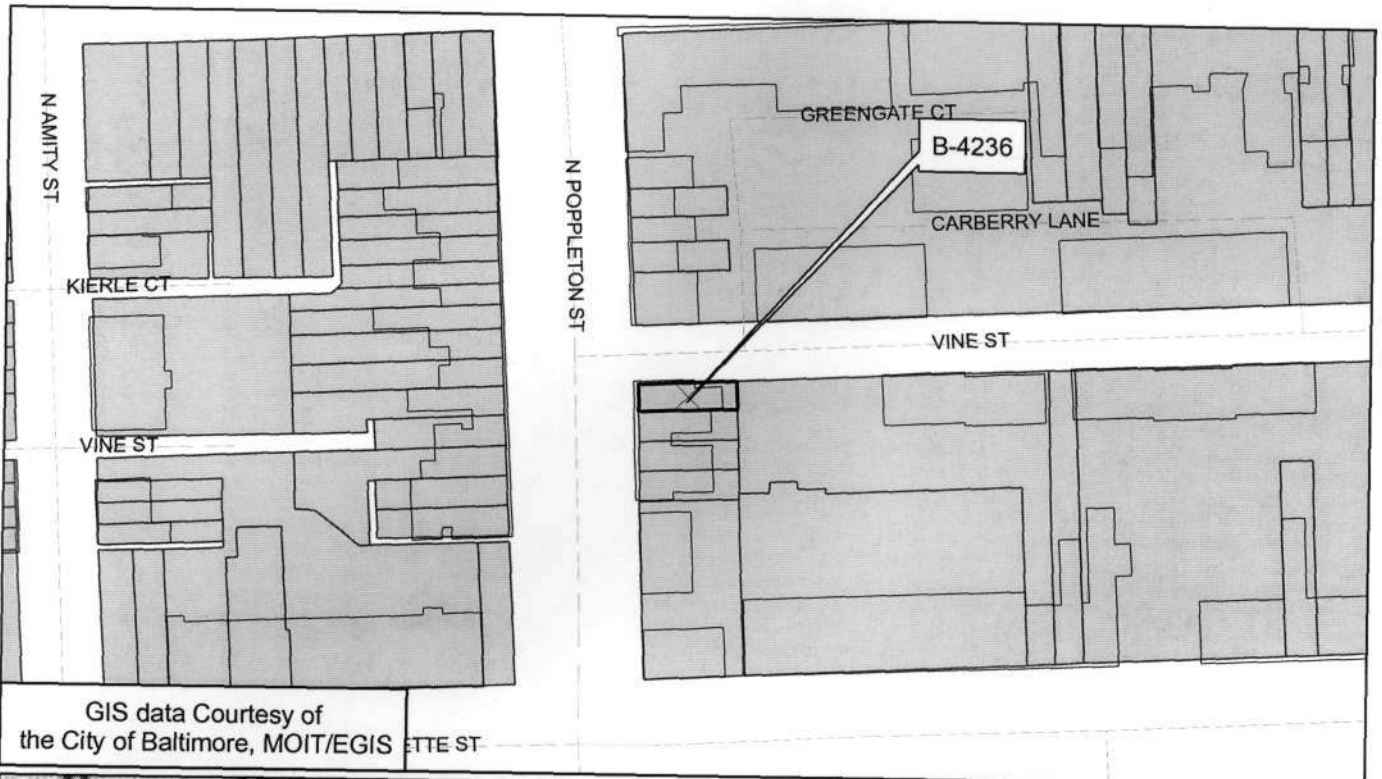 N AMITY ST
GREENGATE CT
B-4236
N POPPLETON ST
CARBERRY LANE
KIERLE CT
VINE ST
VINE ST
GIS data Courtesy of
the City of Baltimore, MOIT/EGIS
ETTE ST